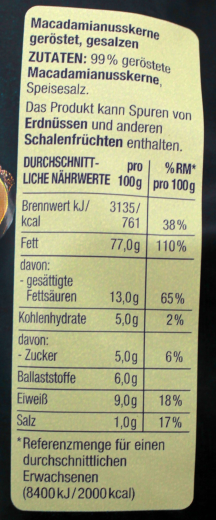 Macadamianusskerne
geröstet, gesalzen
ZUTATEN: 99% geröstete
Macadamianusskerne,
Speisesalz.
Das Produkt kann Spuren von
Erdnüssen und anderen
Schalenfrüchten enthalten.
DURCHSCHNITT- pro %RM*
LICHE NÄHRWERTE 100g pro 100g
Brennwert kJ/ 3135/
kcal 761 38%
Fett 77,0g 110%
davon:
- gesättigte
Fettsäuren 13,0g 65%
Kohlenhydrate 5,0g 2%
davon:
- Zucker 5,0g 6%
Ballaststoffe 6,0g
Eiweiß 9,0g 18%
Salz 1,0g 17%
*Referenzmenge für einen
durchschnittlichen
Erwachsenen
(8400kJ/2000kcal)